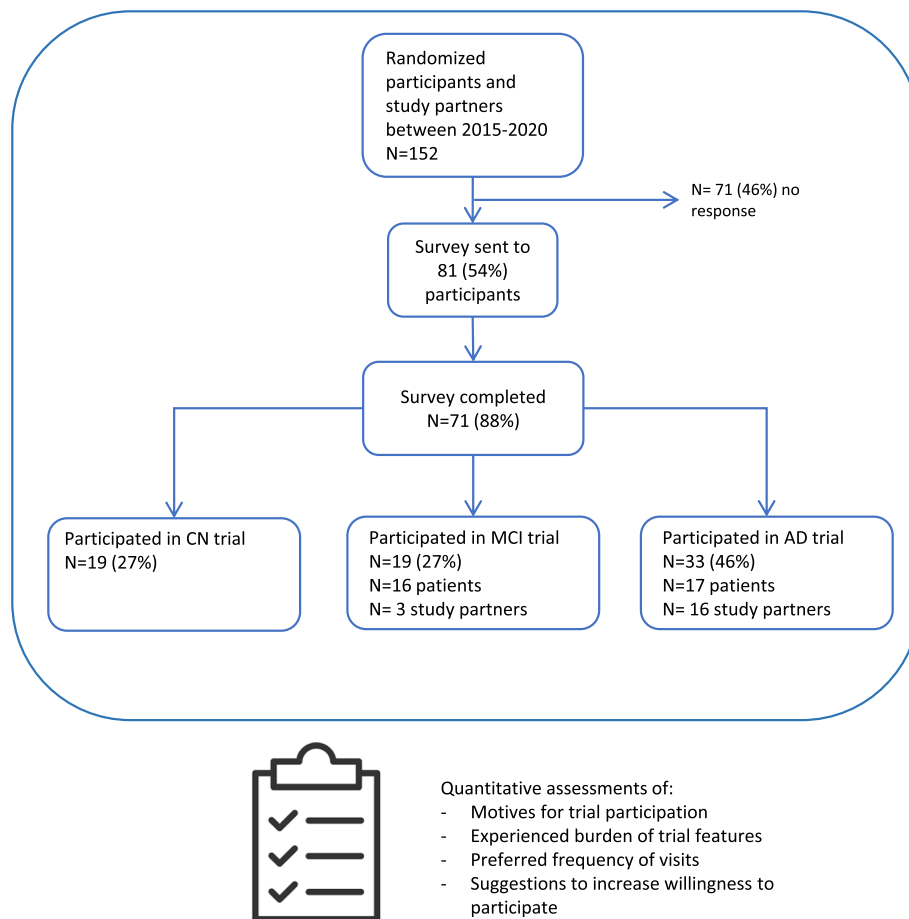 Randomized
participants and
study partners
between 2015-2020
N=152
N= 71 (46%) no
response
Survey sent to
81 (54%)
participants
Survey completed
N=71 (88%)
Participated in CN trial
N=19 (27%)
Participated in MCI trial
N=19 (27%)
N=16 patients
N= 3 study partners
Participated in AD trial
N=33 (46%)
N=17 patients
N= 16 study partners
Quantitative assessments of:
- Motives for trial participation
- Experienced burden of trial features
- Preferred frequency of visits
- Suggestions to increase willingness to
participate